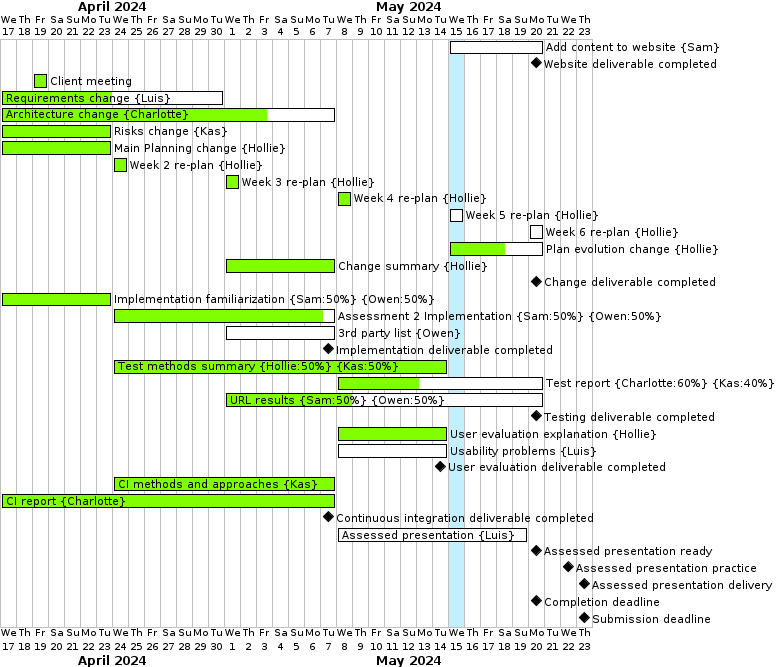 April 2024 May 2024
We Th Fr Sa Su Mo Tu We Th Fr Sa Su Mo Tu We Th Fr Sa Su Mo Tu We Th Fr Sa Su Mo Tu We Th Fr Sa Su Mo Tu We Th
17 18 19 20 21 22 23 24 25 26 27 28 29 30 1 2 3 4 5 6 7 8 9 10 11 12 13 14 15 16 17 18 19 20 21 22 23
Add content to website {Sam}
Website deliverable completed
Client meeting
Requirements change {Luis}
Architecture change {Charlotte}
Risks change {Kas}
Main Planning change {Hollie}
Week 2 re-plan {Hollie}
Week 3 re-plan {Hollie}
Week 4 re-plan {Hollie}
Week 5 re-plan {Hollie}
Week 6 re-plan {Hollie}
Plan evolution change {Hollie}
Change summary {Hollie}
Change deliverable completed
Implementation familiarization {Sam:50%} {Owen:50%}
Assessment 2 Implementation {Sam:50%} {Owen:50%}
3rd party list {Owen}
Implementation deliverable completed
Test methods summary {Hollie:50%} {Kas:50%}
Test report {Charlotte:60%} {Kas:40%}
URL results {Sam:50%} {Owen:50%}
Testing deliverable completed
User evaluation explanation {Hollie}
Usability problems {Luis}
User evaluation deliverable completed
CI methods and approaches {Kas}
CI report {Charlotte}
Continuous integration deliverable completed
Assessed presentation {Luis}
Assessed presentation ready
Assessed presentation practice
Assessed presentation delivery
Completion deadline
Submission deadline
We Th Fr Sa Su Mo Tu We Th Fr Sa Su Mo Tu We Th Fr Sa Su Mo Tu We Th Fr Sa Su Mo Tu We Th Fr Sa Su Mo Tu We Th
17 18 19 20 21 22 23 24 25 26 27 28 29 30 1 2 3 4 5 6 7 8 9 10 11 12 13 14 15 16 17 18 19 20 21 22 23
April 2024 May 2024